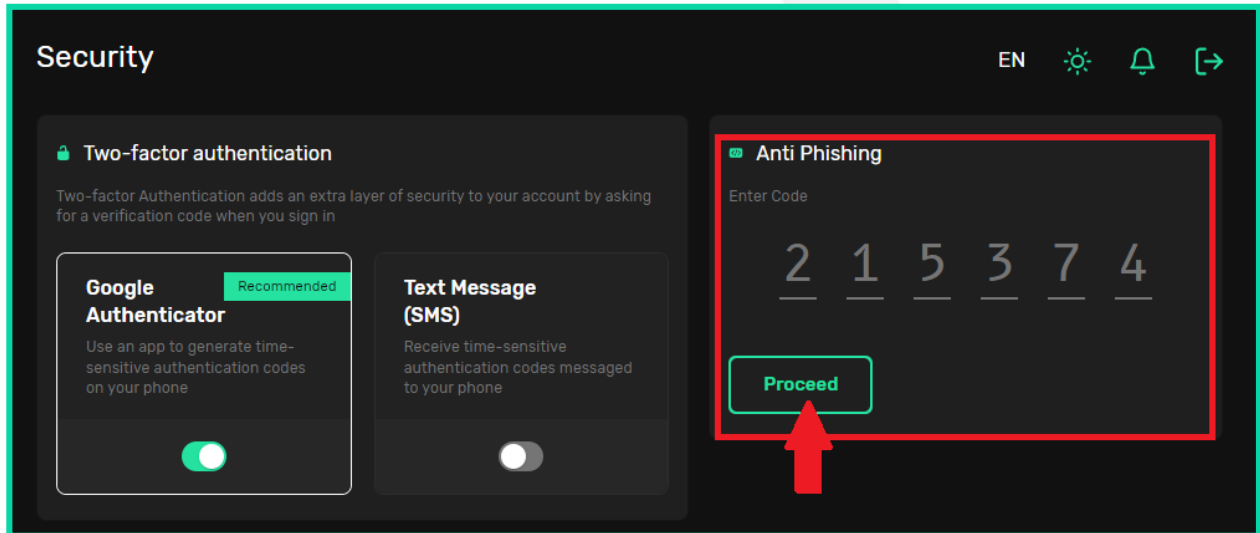 Security
EN
Two-factor authentication
Two-factor Authentication adds an extra layer of security to your account by asking
for a verification code when you sign in
Google
Authenticator
Recommended
Use an app to generate time-
sensitive authentication codes
on your phone
Text Message
(SMS)
Receive time-sensitive
authentication codes messaged
to your phone
Anti Phishing
Enter Code
2 1 5 3 7 4
Proceed